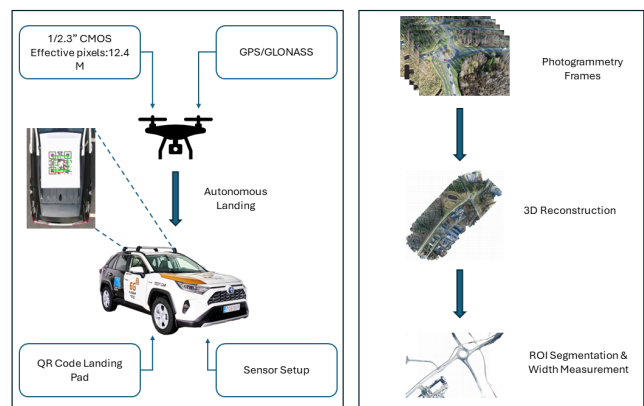 1/2.3” CMOS
Effective pixels:12.4
M
GPS/GLONASS
Autonomous
Landing
5G
QR Code Landing
Pad
Sensor Setup
Photogrammetry
Frames
3D Reconstruction
ROI Segmentation &
Width Measurement